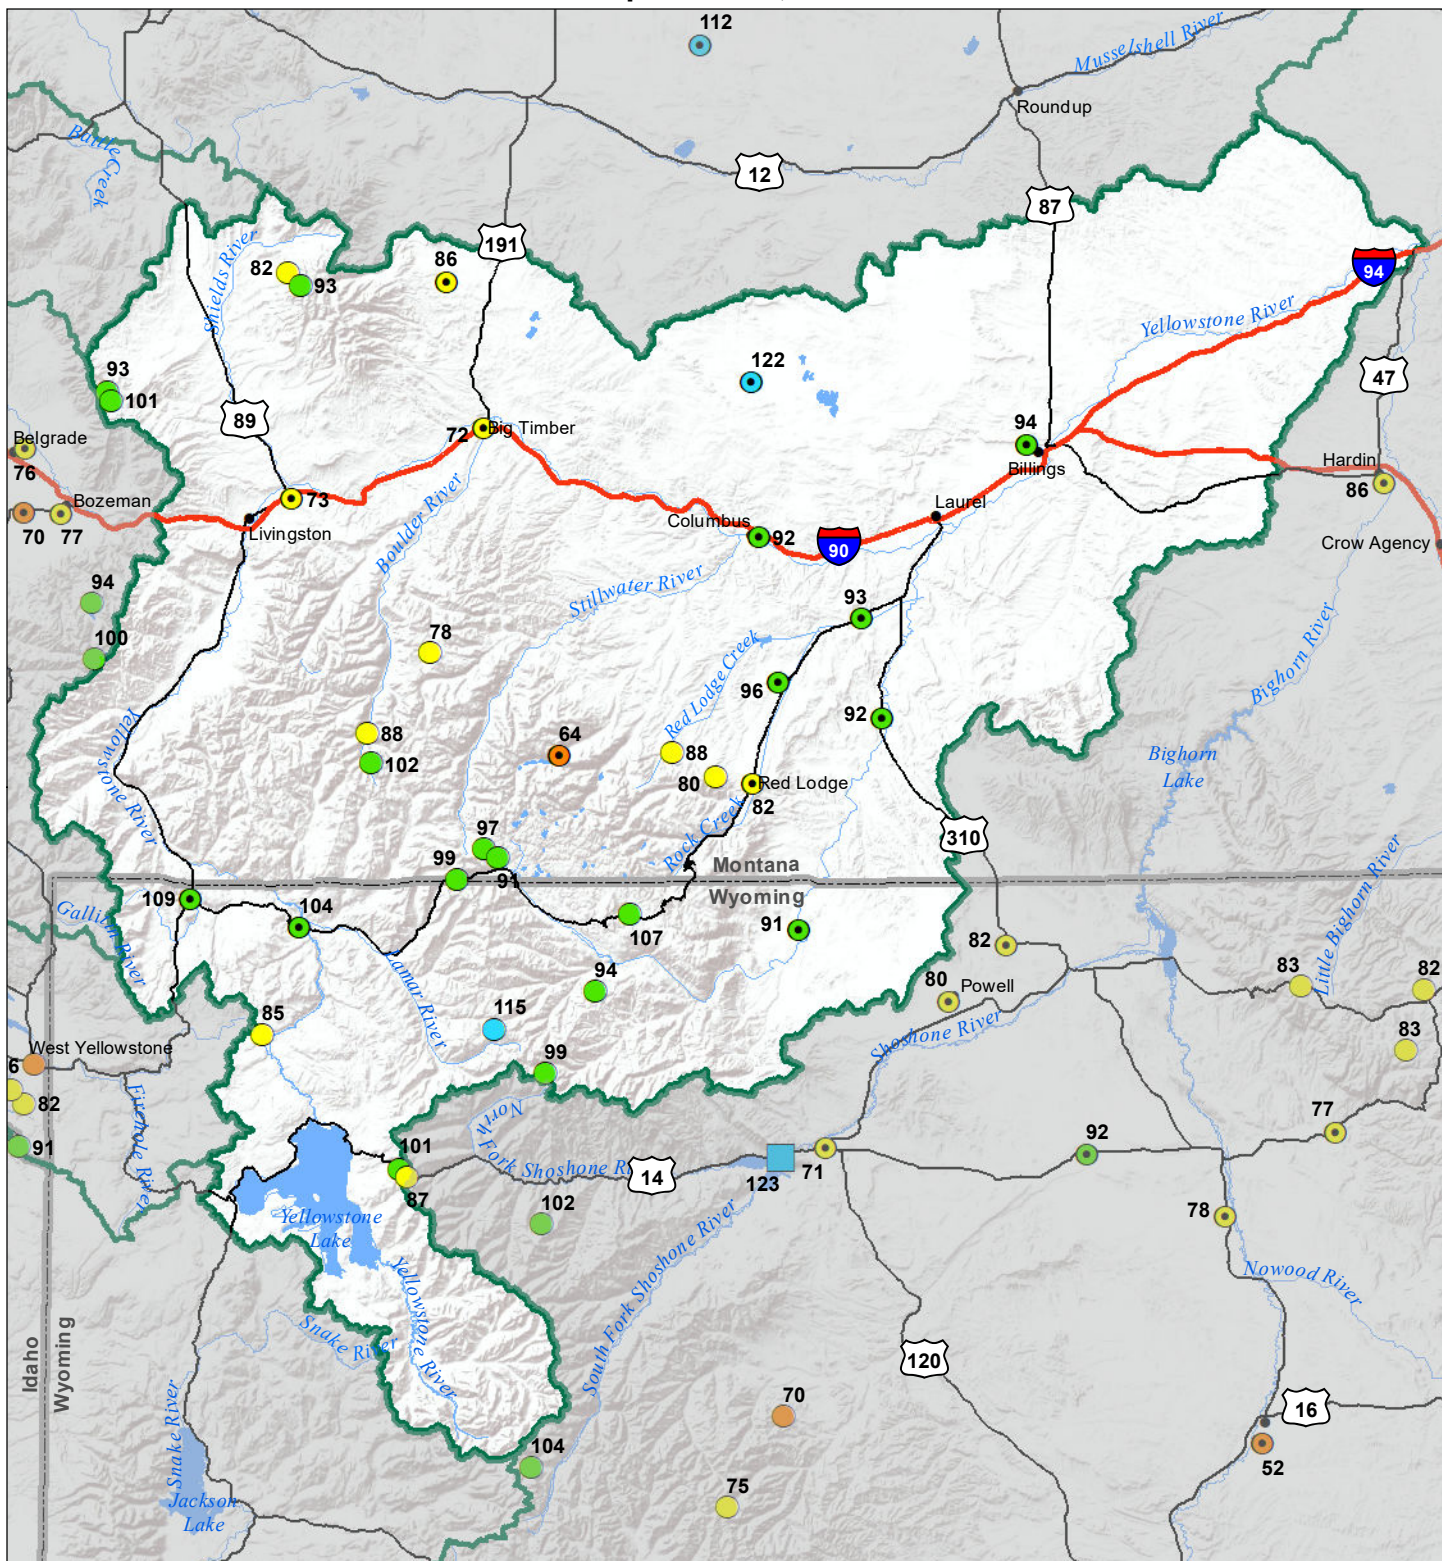 112
Musselshell River
Roundup
Battle
Creek
12
87
191
86
94
82
93
Shields River
Yellowstone River
122
47
93
101
89
72
Big Timber
94
Billings
Belgrade
76
Hardin
86
Bozeman
73
Laurel
70
77
Livingston
Columbus
92
90
Crow Agency
Boulder River
Stillwater River
94
93
100
78
Red Lodge Creek
Bighorn River
96
92
Yellowstone River
88
64
88
Bighorn
Lake
102
80
Red Lodge
82
Rock Creek
310
97
99
91
Montana
Wyoming
109
104
107
91
Gallitin River
Little Bighorn River
82
Lamar River
94
80
Powell
83
82
115
85
Shoshone River
West Yellowstone
83
6
99
82
Firehole River
North Fork Shoshone R
77
91
101
92
14
123
71
87
102
78
Yellowstone
Lake
South Fork Shoshone River
Yellowstone River
Nowood River
Snake River
Idaho
Wyoming
120
70
16
Snake River
104
52
75
Jackson
Lake